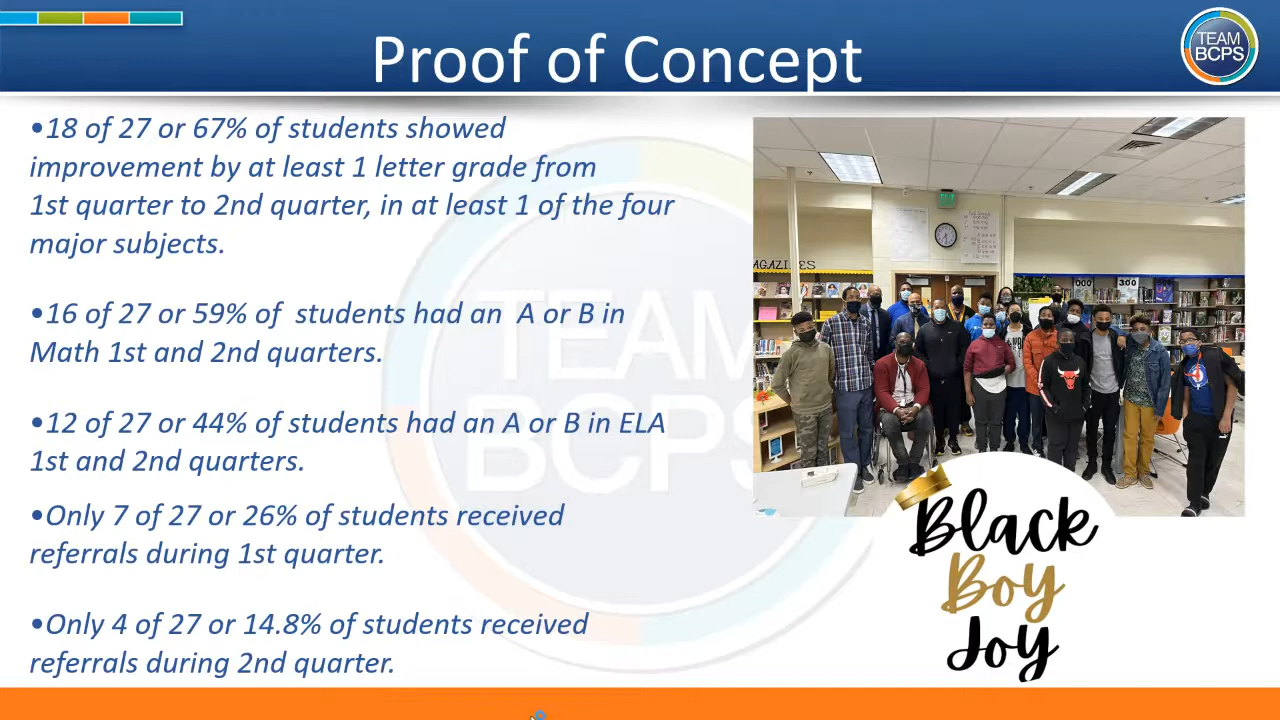 Proof of Concept
TEAM
BCPS
•18 of 27 or 67% of students showed
improvement by at least 1 letter grade from
1st quarter to 2nd quarter, in at least 1 of the four
major subjects.
•16 of 27 or 59% of  students had an  A or B in
Math 1st and 2nd quarters.
•12 of 27 or 44% of students had an A or B in ELA
1st and 2nd quarters.
•Only 7 of 27 or 26% of students received
referrals during 1st quarter.
•Only 4 of 27 or 14.8% of students received
referrals during 2nd quarter.
TEAM
BCPS
AGAZINES
000
300
Black
Boy
Joy